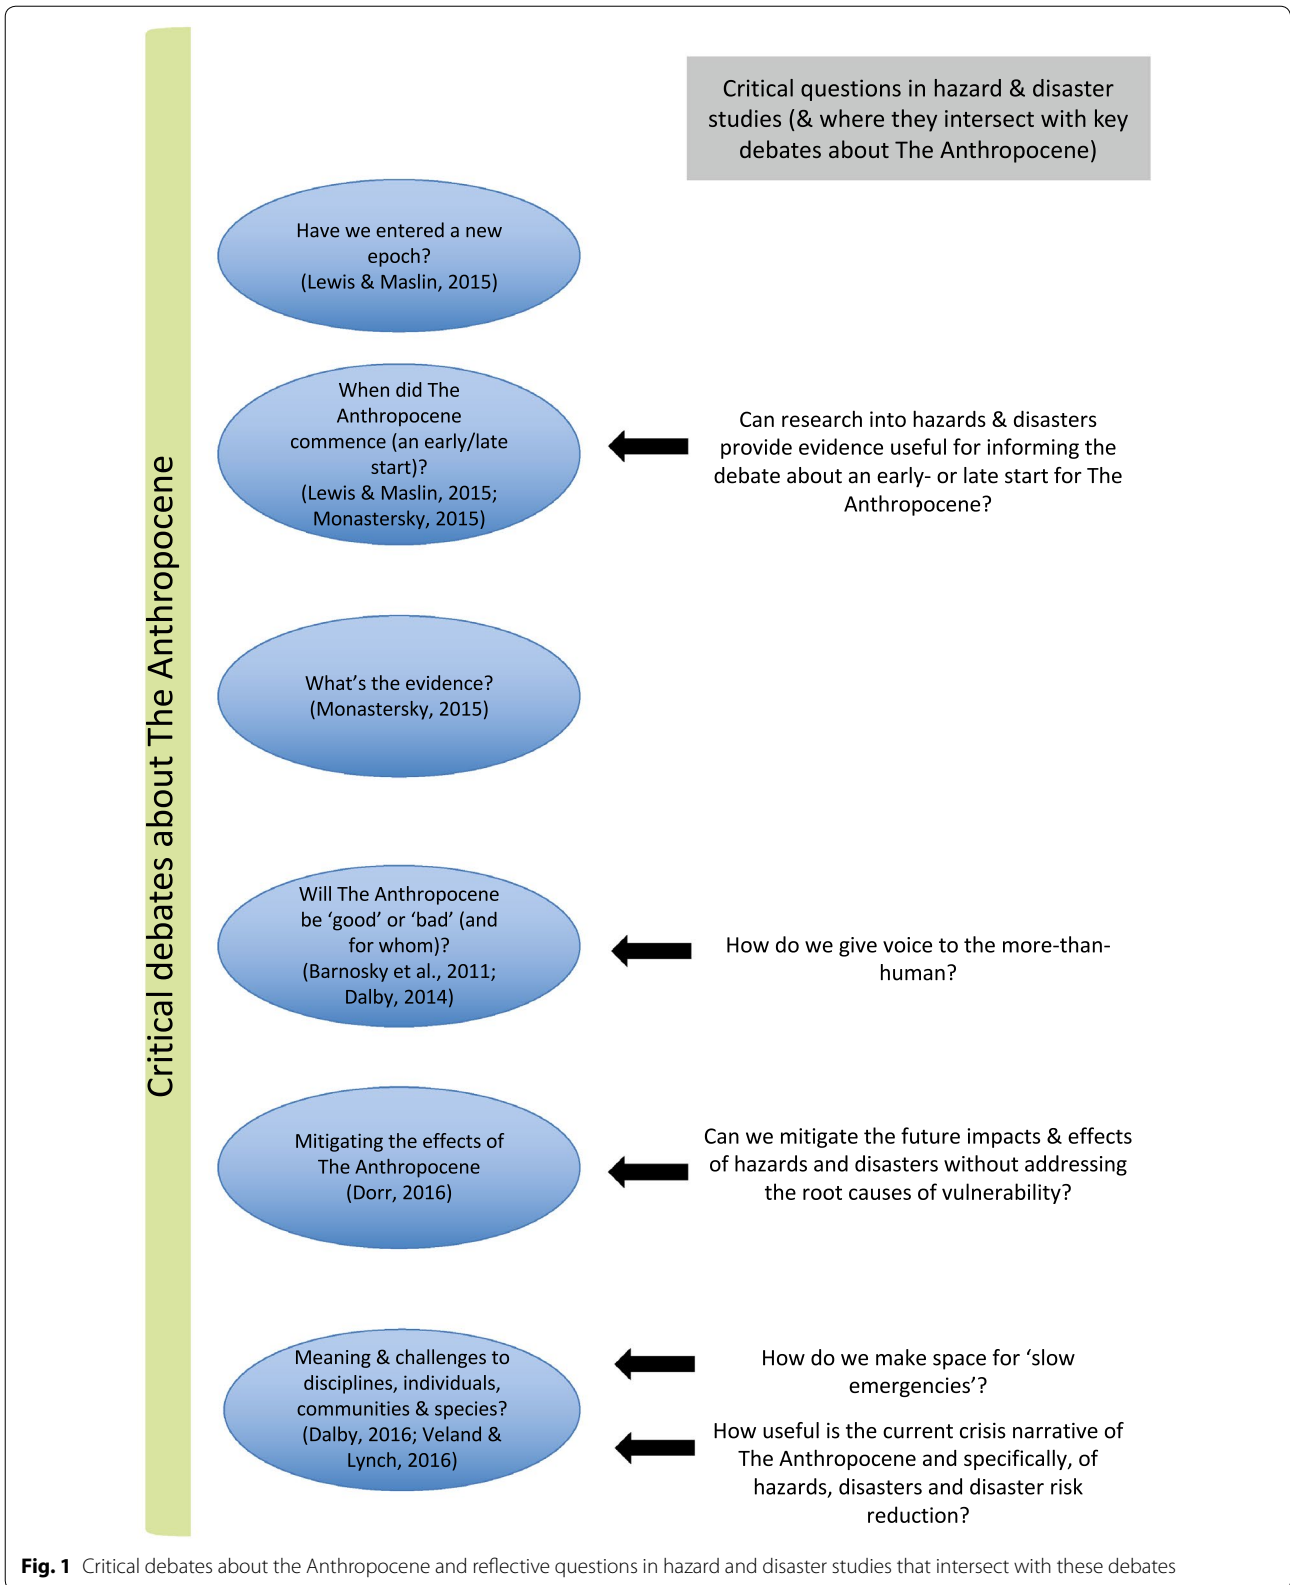 Critical debates about The Anthropocene
Critical questions in hazard & disaster
studies (& where they intersect with key
debates about The Anthropocene)
Have we entered a new
epoch?
(Lewis & Maslin, 2015)
When did The
Anthropocene
commence (an early/late
start)?
(Lewis & Maslin, 2015;
Monastersky, 2015)
Can research into hazards & disasters
provide evidence useful for informing the
debate about an early- or late start for The
Anthropocene?
What's the evidence?
(Monastersky, 2015)
Will The Anthropocene
be ‘good’ or ‘bad’ (and
for whom)?
(Barnosky et al., 2011;
Dalby, 2014)
How do we give voice to the more-than-
human?
Mitigating the effects of
The Anthropocene
(Dorr, 2016)
Can we mitigate the future impacts & effects
of hazards and disasters without addressing
the root causes of vulnerability?
Meaning & challenges to
disciplines, individuals,
communities & species?
(Dalby, 2016; Veland &
Lynch, 2016)
How do we make space for ‘slow
emergencies’?
How useful is the current crisis narrative of
The Anthropocene and specifically, of
hazards, disasters and disaster risk
reduction?
Fig. 1 Critical debates about the Anthropocene and reflective questions in hazard and disaster studies that intersect with these debates